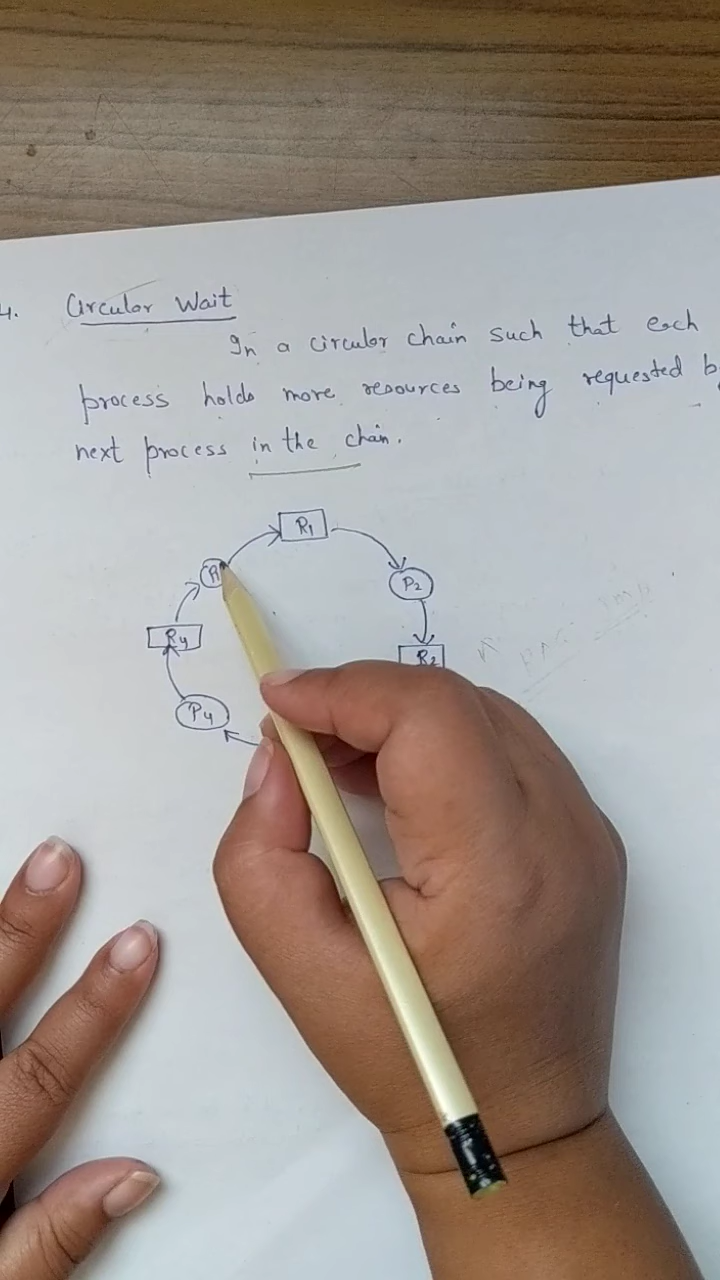 4. Circular Wait
In a circular chain such that each
process holds more resources being requested by
next process in the chain.
R1
P2
R4
R2
P4